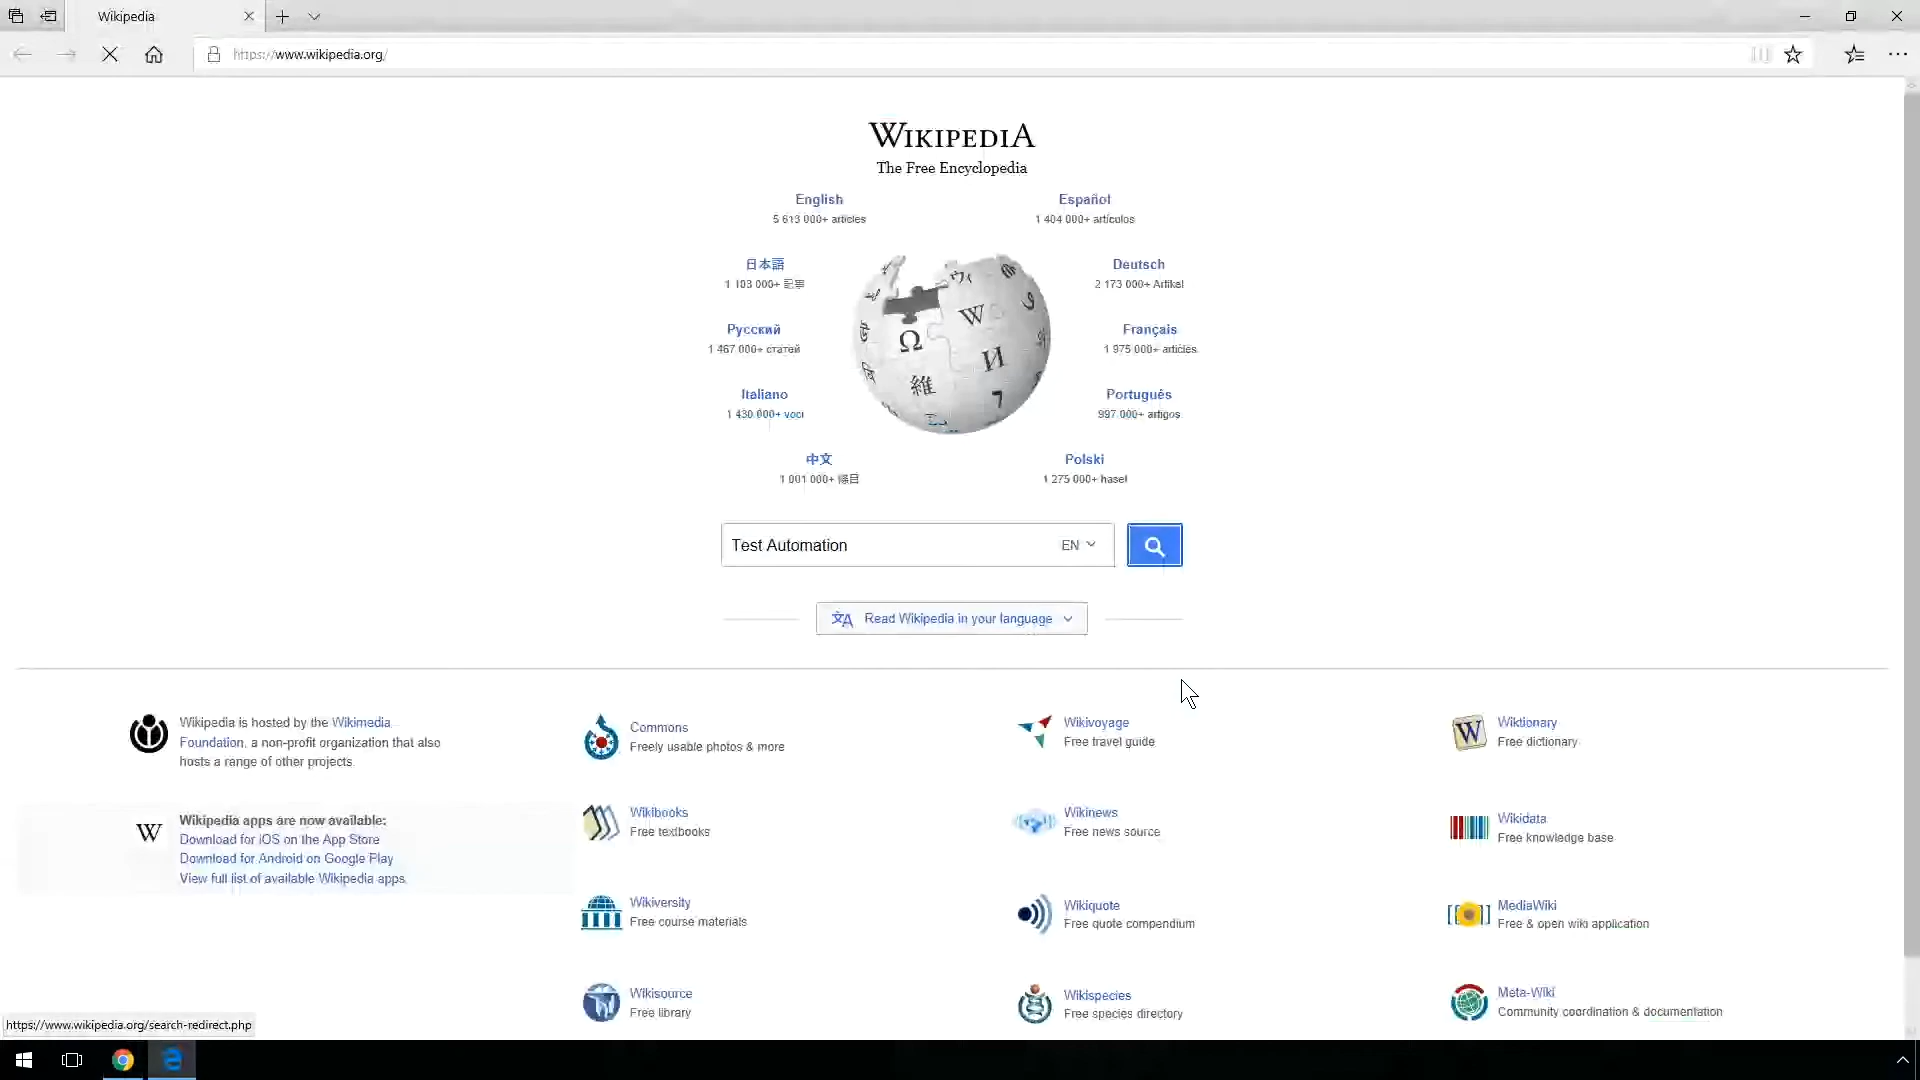 Wikipedia
https://www.wikipedia.org/
WIKIPEDIA
The Free Encyclopedia
English
5 613 000+ articles
Español
1 404 000+ artículos
日本語
1 103 000+ 記事
Deutsch
2 173 000+ Artikel
Русский
1 467 000+ статей
Français
1 975 000+ articles
Italiano
1 430 000+ voci
Português
997 000+ artigos
中文
1 001 000+ 條目
Polski
1 275 000+ haseł
Test Automation
EN
Read Wikipedia in your language
Wikipedia is hosted by the Wikimedia
Foundation, a non-profit organization that also
hosts a range of other projects.
Wikipedia apps are now available:
Download for iOS on the App Store
Download for Android on Google Play
View full list of available Wikipedia apps
Commons
Freely usable photos & more
Wikivoyage
Free travel guide
Wiktionary
Free dictionary
Wikibooks
Free textbooks
Wikinews
Free news source
Wikidata
Free knowledge base
Wikiversity
Free course materials
Wikiquote
Free quote compendium
MediaWiki
Free & open wiki application
Wikisource
Free library
Wikispecies
Free species directory
Meta-Wiki
Community coordination & documentation
https://www.wikipedia.org/search-redirect.php